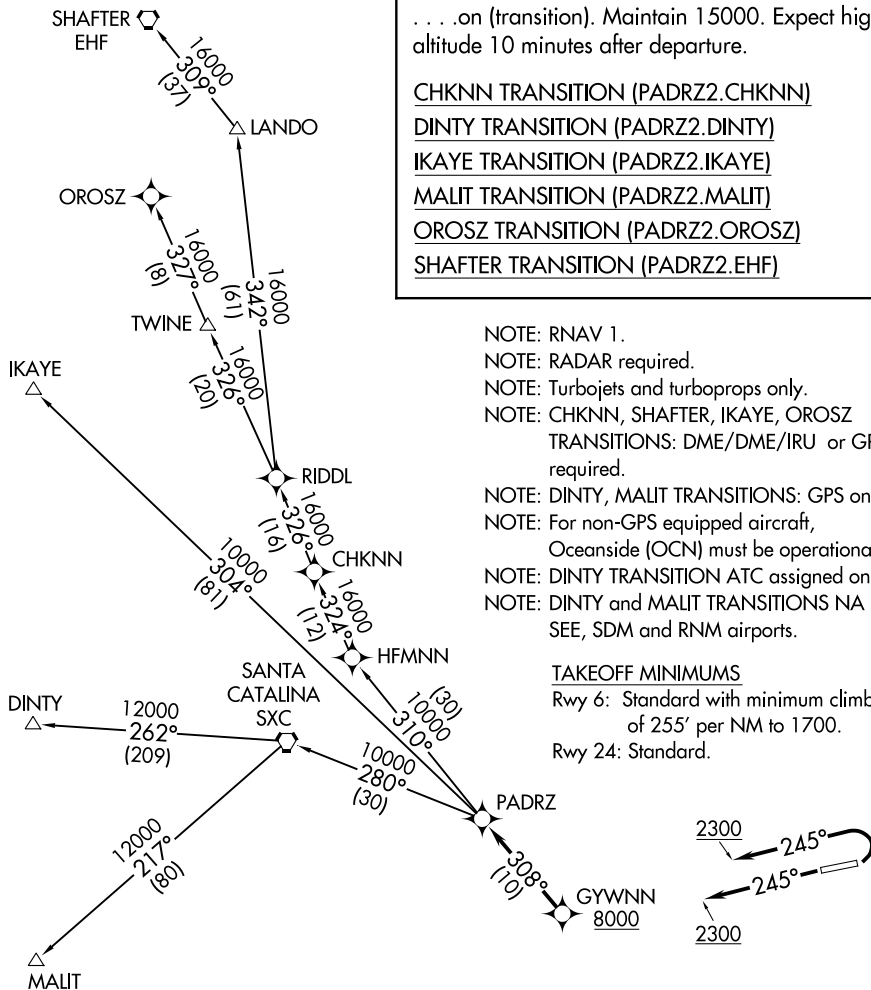 . . . .on (transition). Maintain 15000. Expect
altitude 10 minutes after departure.
CHKNN TRANSITION (PADRZ2.CHKNN)
DINTY TRANSITION (PADRZ2.DINTY)
IKAYE TRANSITION (PADRZ2.IKAYE)
MALIT TRANSITION (PADRZ2.MALIT)
OROSZ TRANSITION (PADRZ2.OROSZ)
SHAFTER TRANSITION (PADRZ2.EHF)
SHAFTER
EHF
16000
309°
(37)
LANDO
OROSZ
16000
327°
(8)
16000
342°
(61)
TWINE
16000
326°
(20)
IKAYE
RIDDL
16000
326°
(16)
CHKNN
10000
304°
(81)
16000
324°
(12)
HFMNN
(30)
10000
310°
SANTA
CATALINA
SXC
DINTY
12000
262°
(209)
10000
280°
(30)
PADRZ
12000
217°
(80)
308°
(10)
GYWNN
8000
MALIT
NOTE: RNAV 1.
NOTE: RADAR required.
NOTE: Turbojets and turboprops only.
NOTE: CHKNN, SHAFTER, IKAYE, OROSZ
TRANSITIONS: DME/DME/IRU or
required.
NOTE: DINTY, MALIT TRANSITIONS: GPS
NOTE: For non-GPS equipped aircraft,
Oceanside (OCN) must be
NOTE: DINTY TRANSITION ATC assigned
NOTE: DINTY and MALIT TRANSITIONS NA
SEE, SDM and RNM airports.
TAKEOFF MINIMUMS
Rwy 6: Standard with minimum climb
of 255' per NM to 1700.
Rwy 24: Standard.
2300
245°
245°
2300